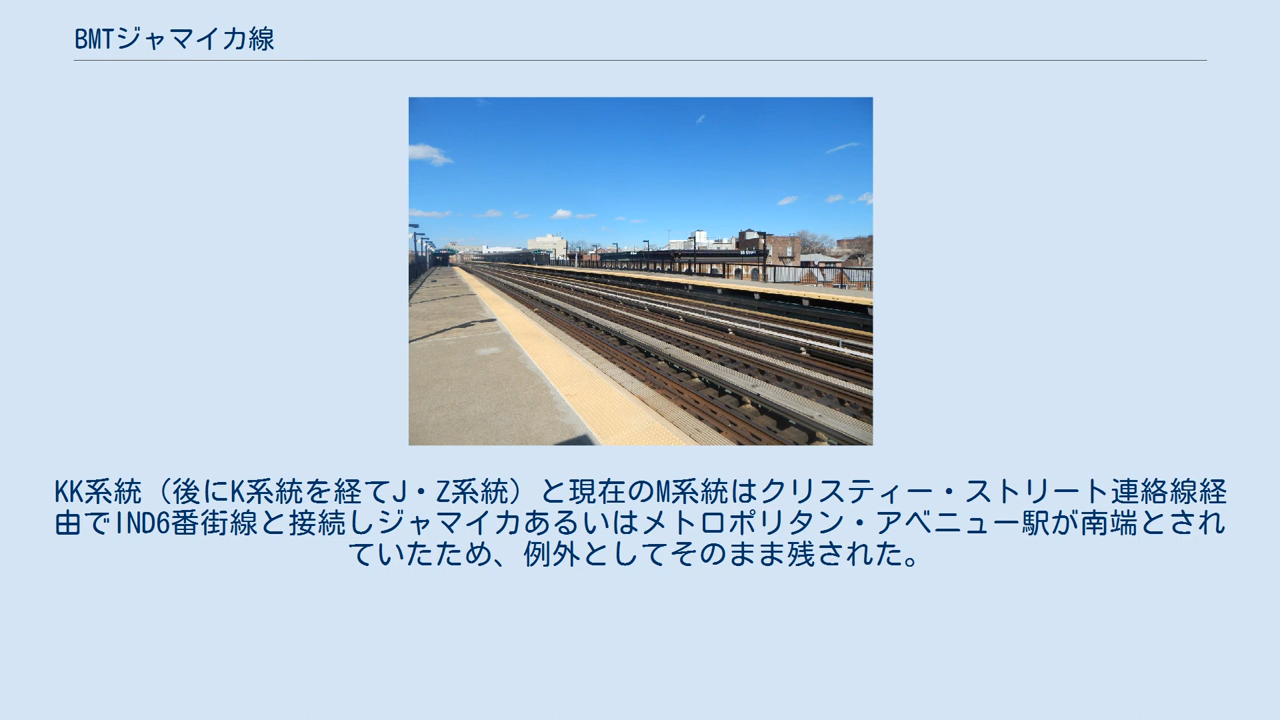 BMTジャマイカ線
KK系統（後にK系統を経てJ・Z系統）と現在のM系統はクリスティー・ストリート連絡線経
由でIND6番街線と接続しジャマイカあるいはメトロポリタン・アベニュー駅が南端とされ
ていたため、例外としてそのまま残された。